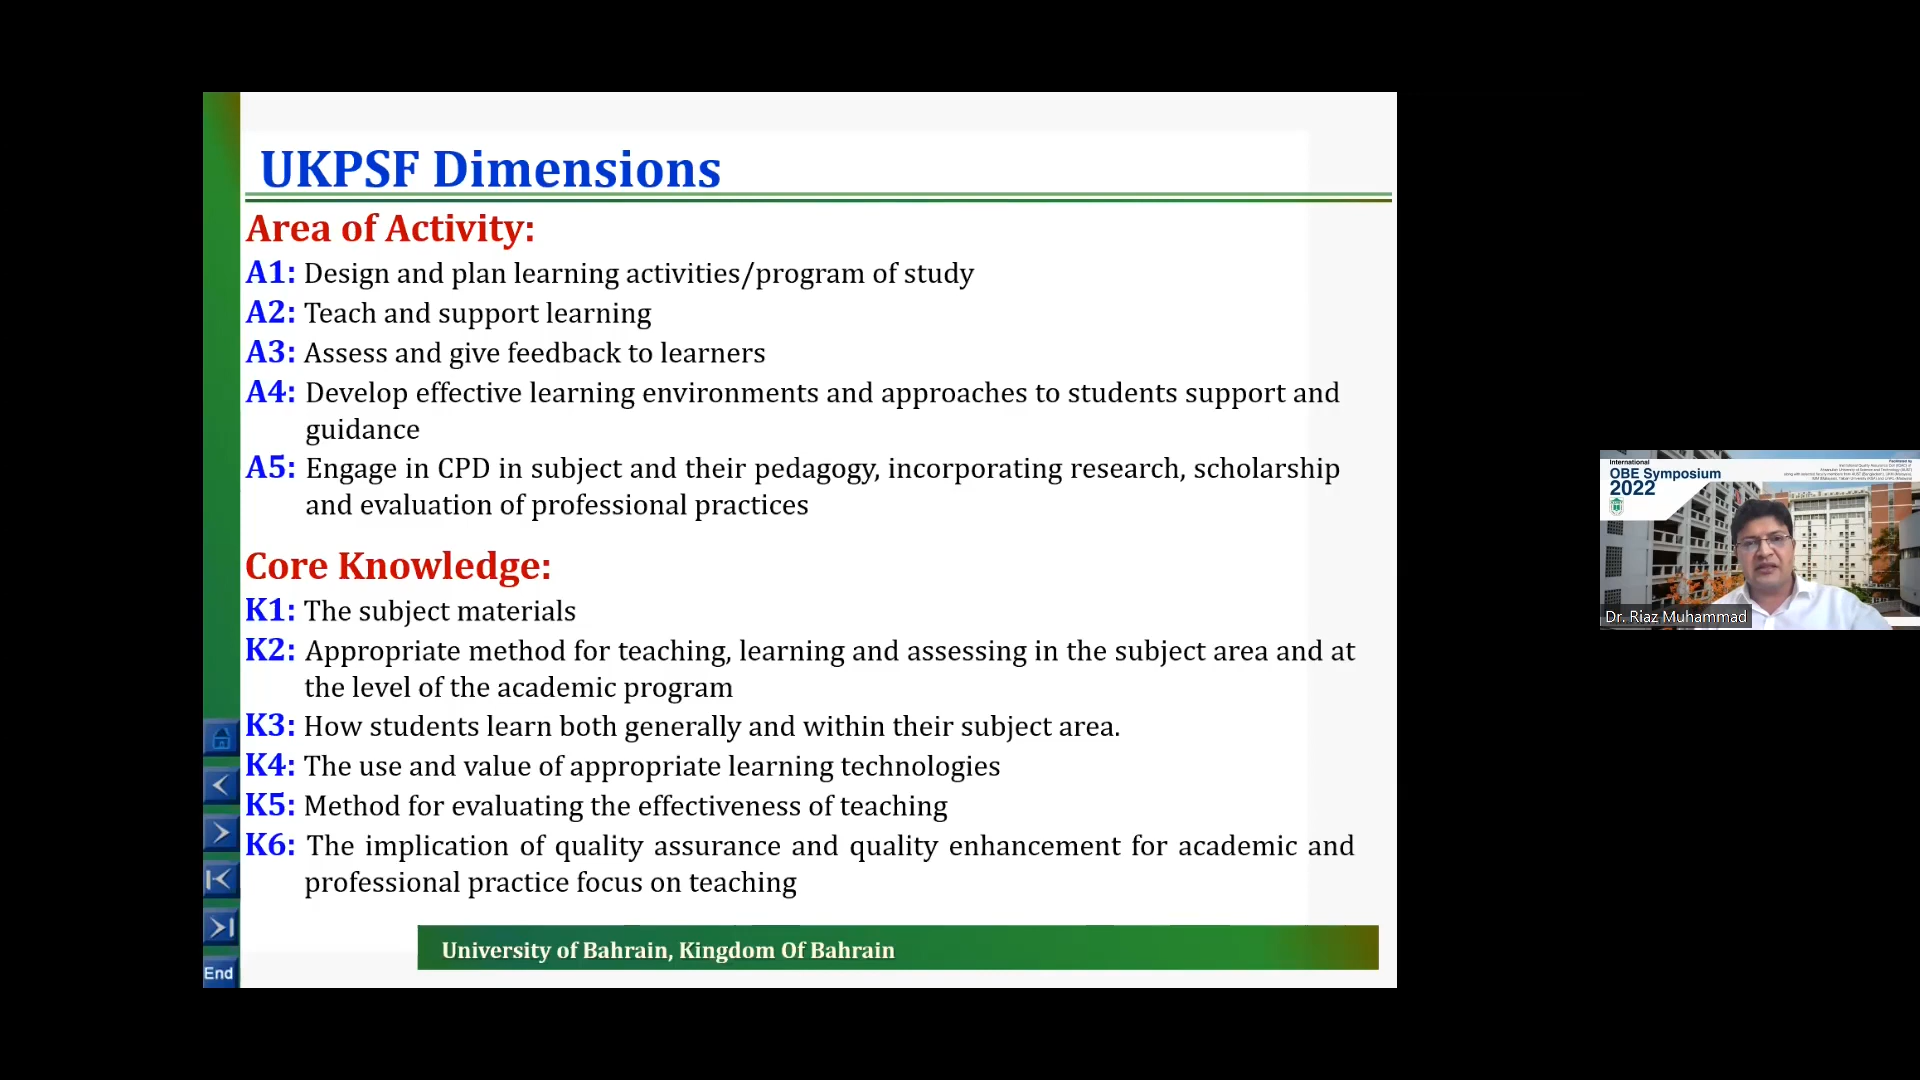 UKPSF Dimensions
Area of Activity:
A1: Design and plan learning activities/program of study
A2: Teach and support learning
A3: Assess and give feedback to learners
A4: Develop effective learning environments and approaches to students support and
guidance
A5: Engage in CPD in subject and their pedagogy, incorporating research, scholarship
and evaluation of professional practices
Core Knowledge:
K1: The subject materials
K2: Appropriate method for teaching, learning and assessing in the subject area and at
the level of the academic program
K3: How students learn both generally and within their subject area.
K4: The use and value of appropriate learning technologies
K5: Method for evaluating the effectiveness of teaching
K6: The implication of quality assurance and quality enhancement for academic and
professional practice focus on teaching
End
University of Bahrain, Kingdom Of Bahrain
International
OBE Symposium
2022
Dr. Riaz Muhammad